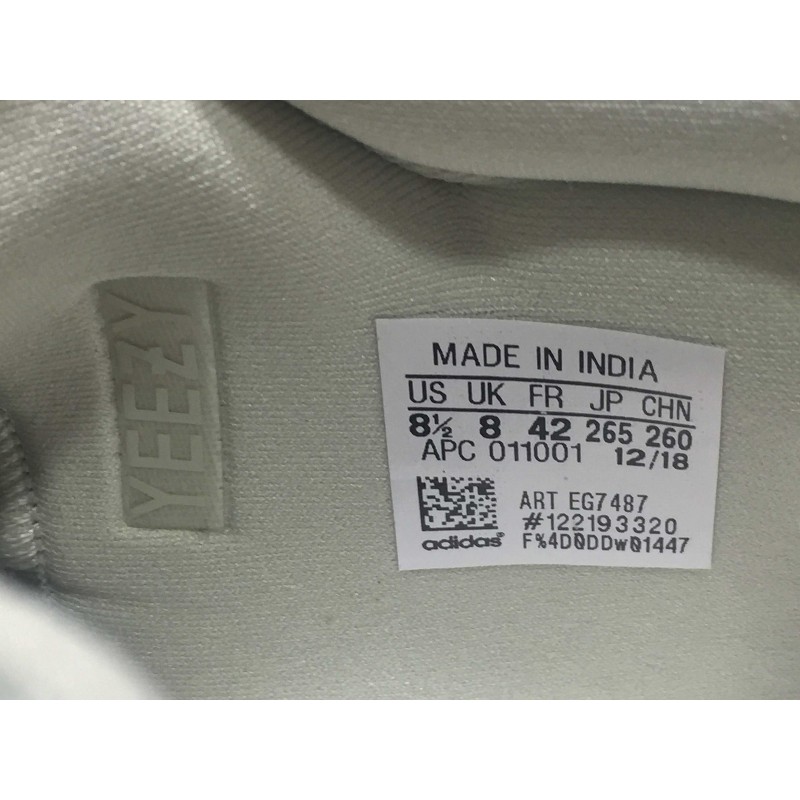 YEEZY
MADE IN INDIA
US UK FR JP CHN
8½ 8 42 265 260
APC 011001 12/18
ART EG7487
#122193320
adidas F%4D0DDw01447